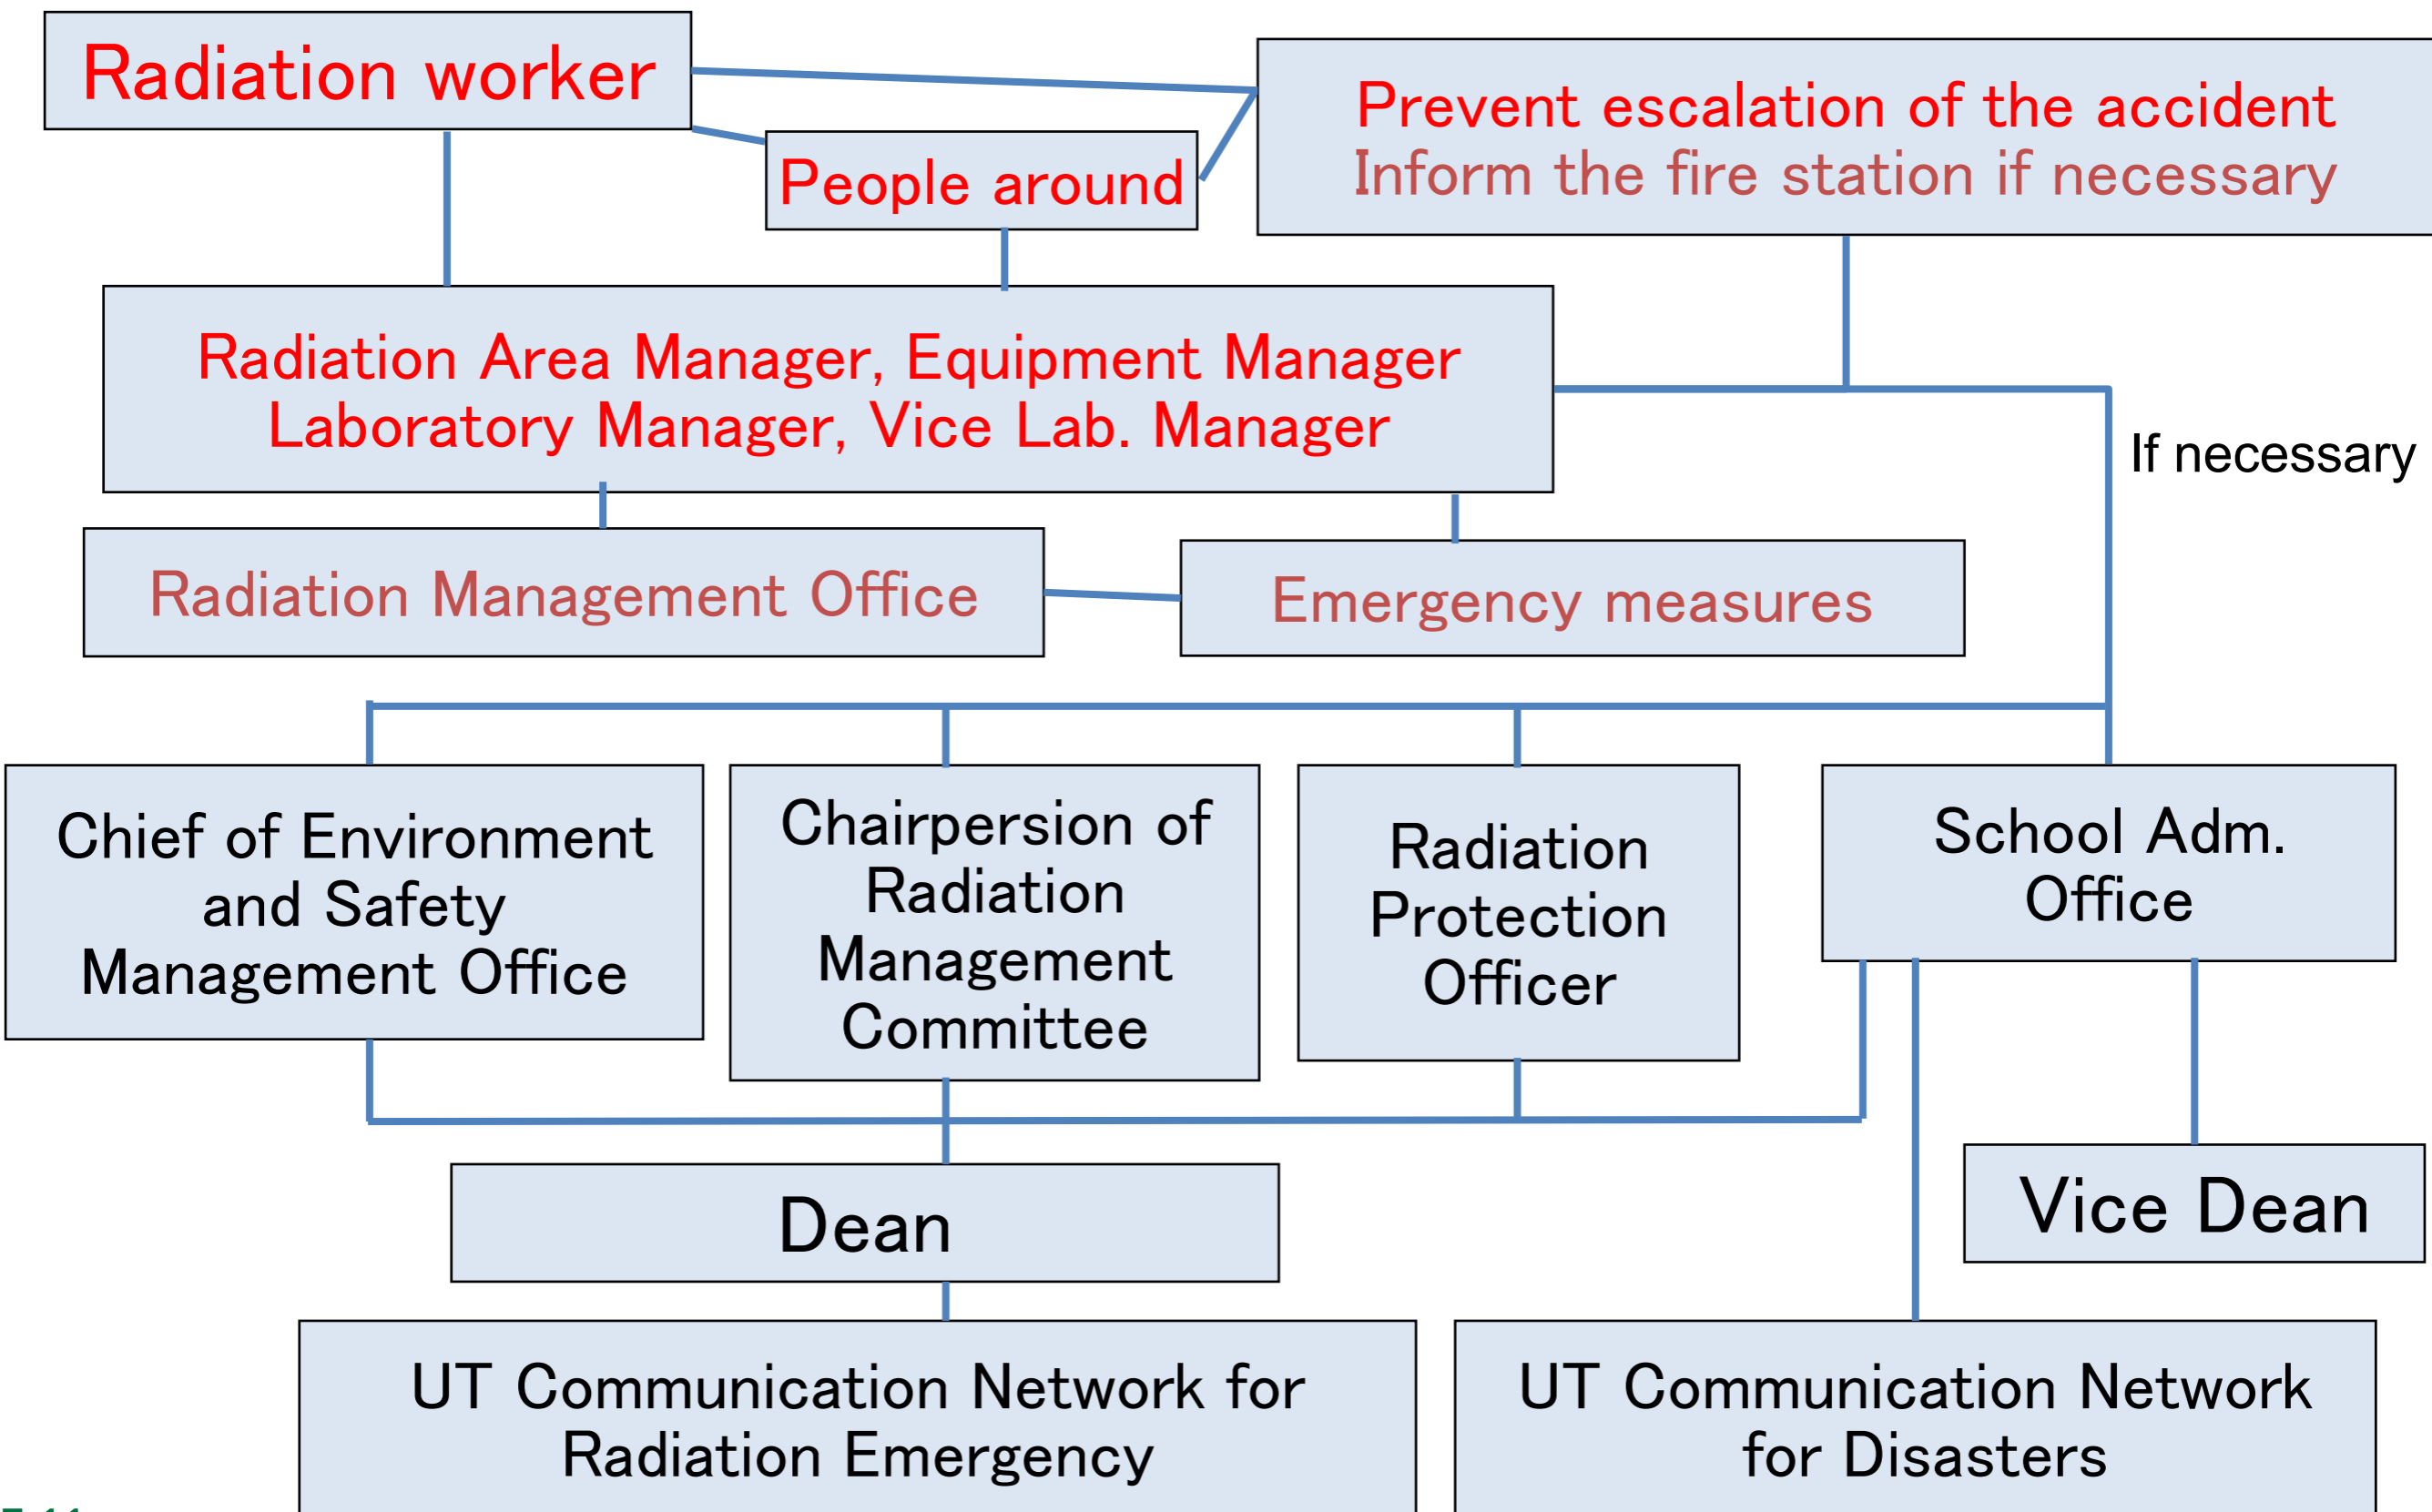 Radiation worker
Prevent escalation of the accident
Inform the fire station if necessary
People around
Radiation Area Manager, Equipment Manager
Laboratory Manager, Vice Lab. Manager
If necessary
Radiation Management Office
Emergency measures
Chief of Environment
and Safety
Management Office
Chairpersion of
Radiation
Management
Committee
Radiation
Protection
Officer
School Adm.
Office
Dean
Vice Dean
UT Communication Network for
Radiation Emergency
UT Communication Network
for Disasters